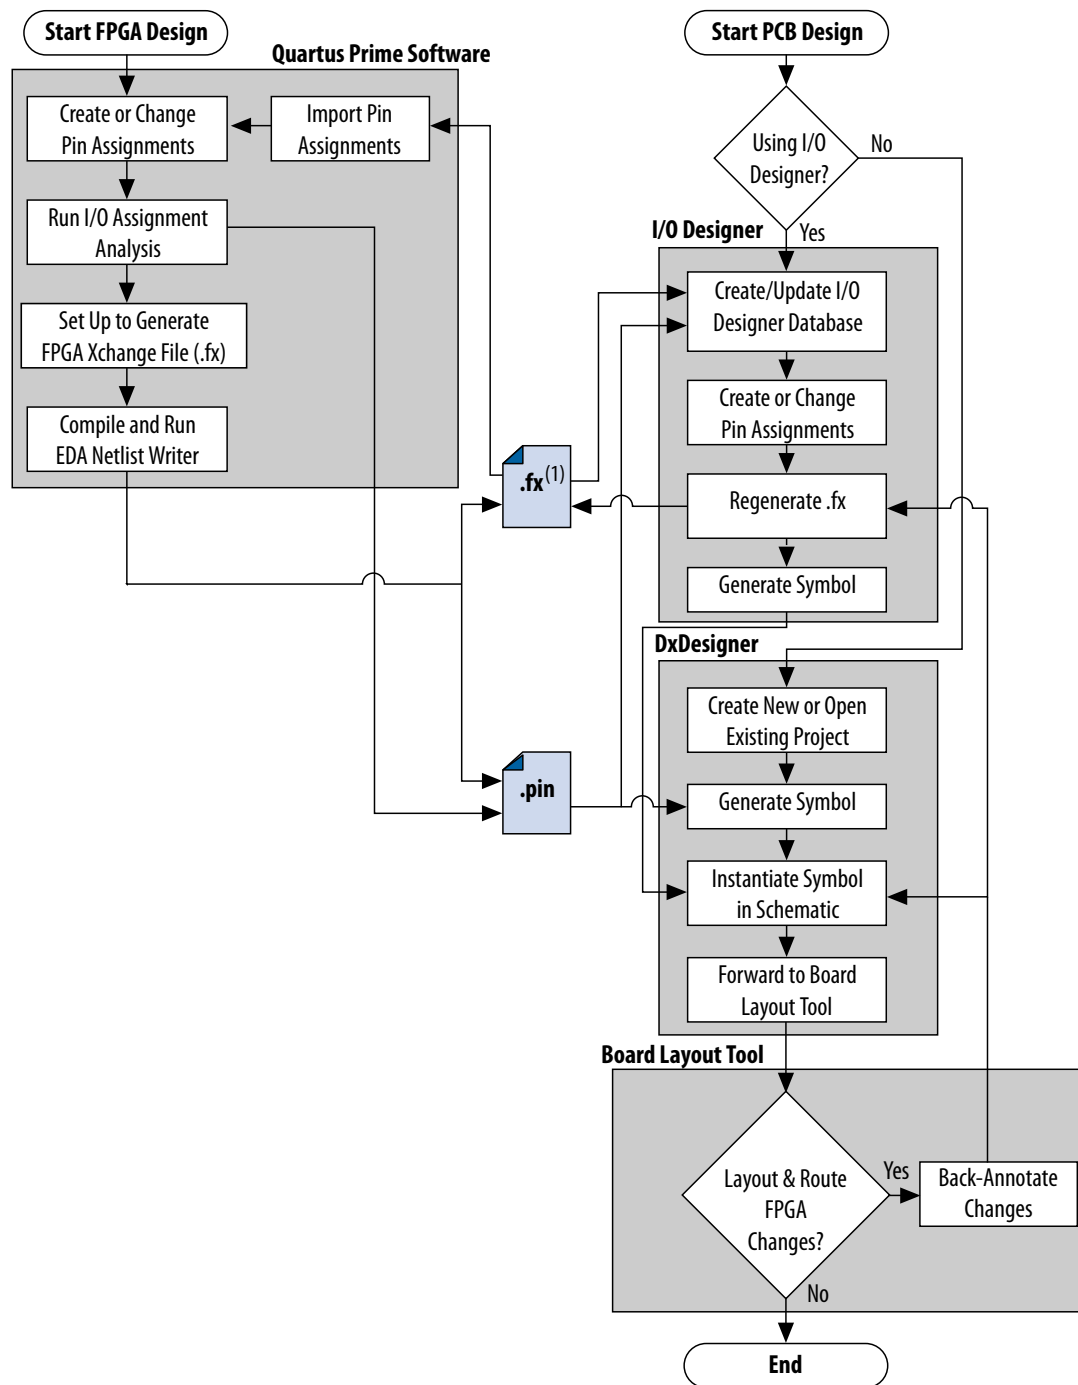 Start FPGA Design
Quartus Prime Software
Create or Change
Pin Assignments
Import Pin
Assignments
Run I/O Assignment
Analysis
Set Up to Generate
FPGA Xchange File (.fx)
Compile and Run
EDA Netlist Writer
.fx(1)
.pin
Start PCB Design
Using I/O
Designer?
No
Yes
I/O Designer
Create/Update I/O
Designer Database
Create or Change
Pin Assignments
Regenerate .fx
Generate Symbol
DxDesigner
Create New or Open
Existing Project
Generate Symbol
Instantiate Symbol
in Schematic
Forward to Board
Layout Tool
Board Layout Tool
Layout & Route
FPGA
Changes?
Yes
Back-Annotate
Changes
No
End